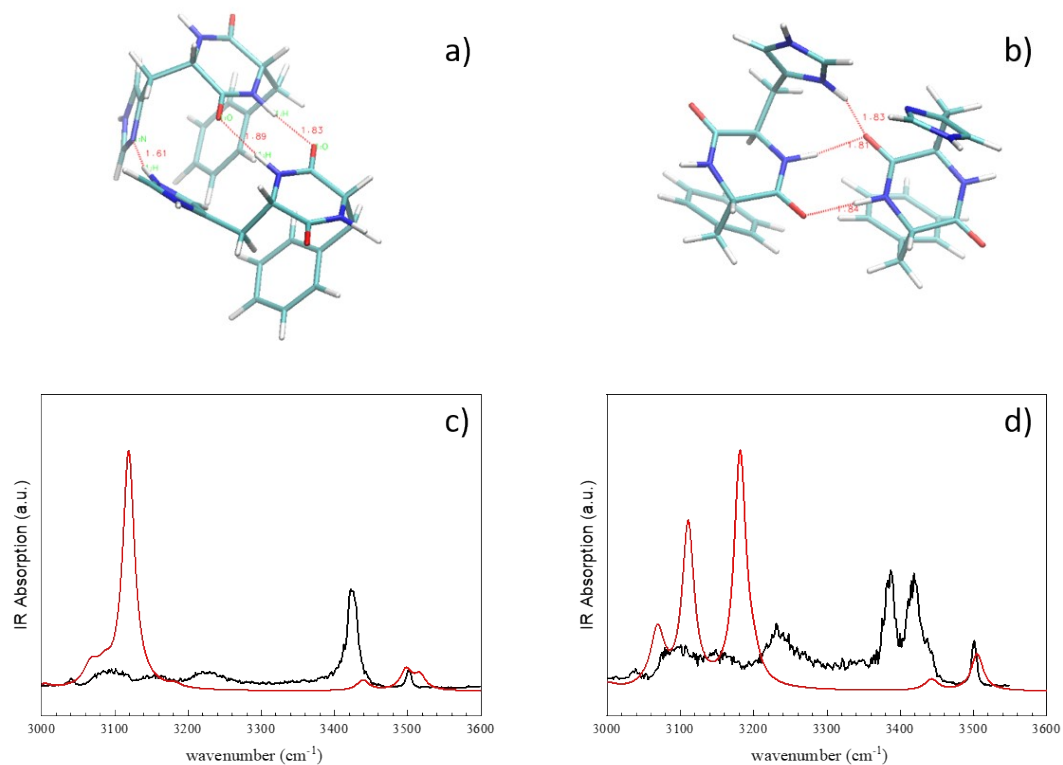 a)
b)
1.89
1.83
1.61
1.83
1.81
1.84
c)
d)
IR Absorption (a.u.)
IR Absorption (a.u.)
3000 3100 3200 3300 3400 3500 3600
3000 3100 3200 3300 3400 3500 3600
wavenumber (cm⁻¹)
wavenumber (cm⁻¹)